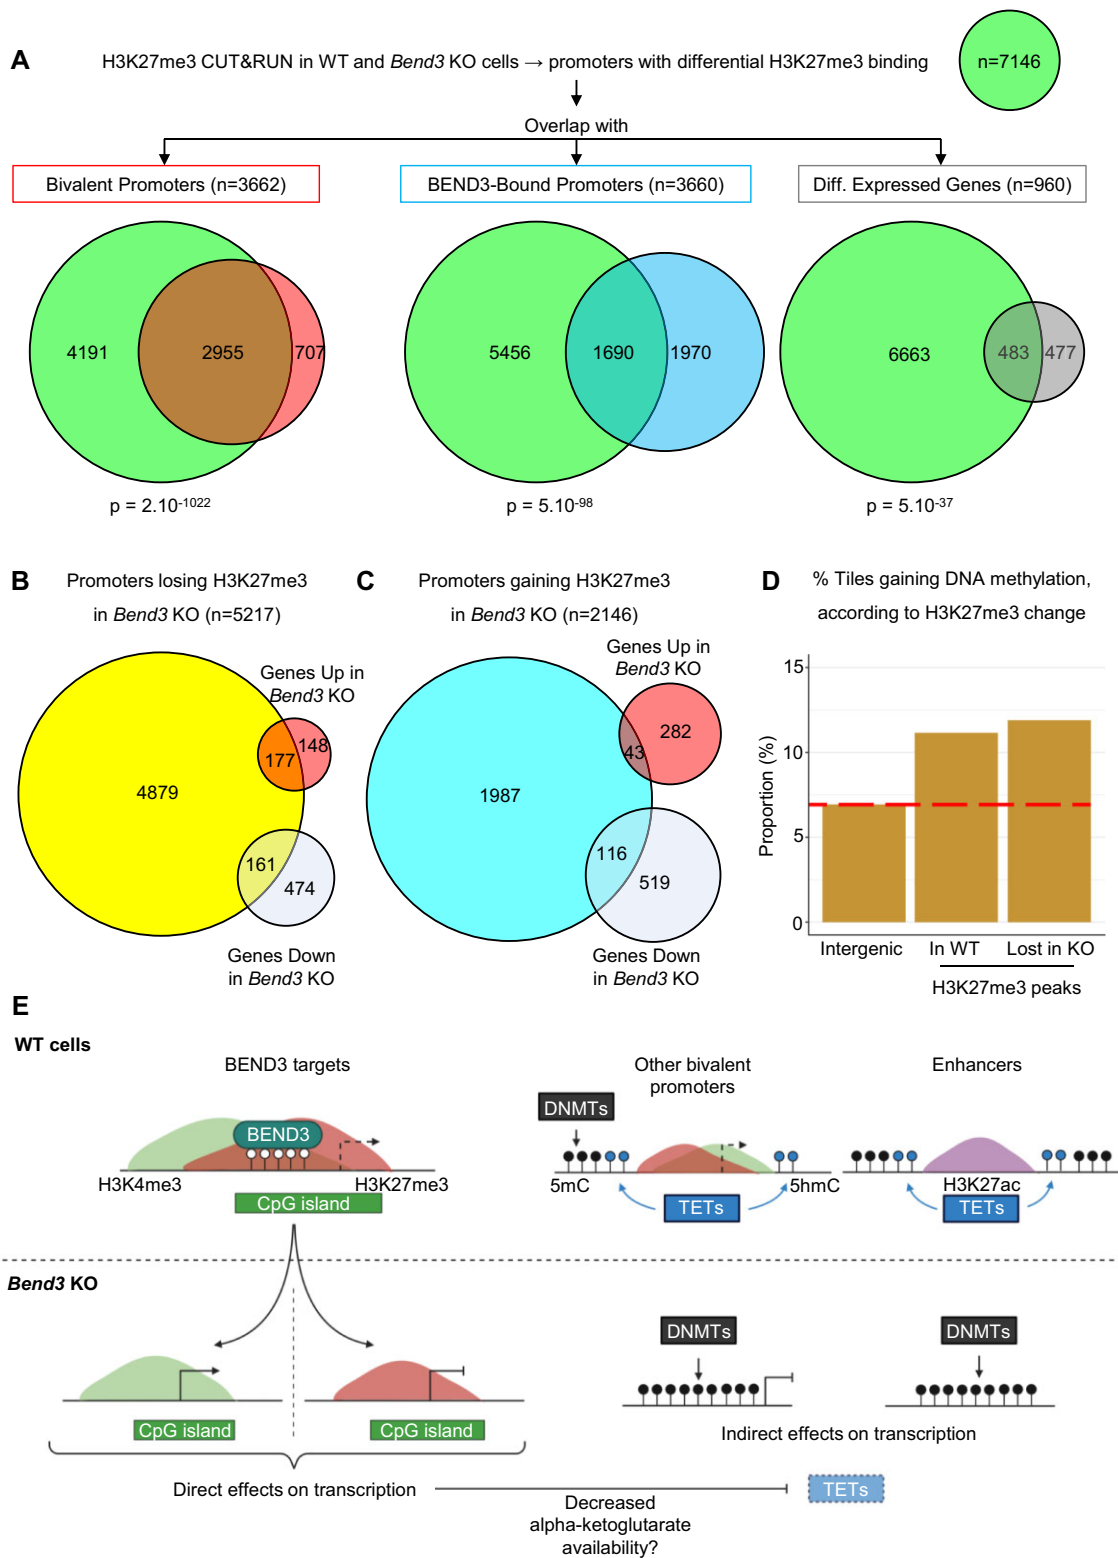 A
H3K27me3 CUT&RUN in WT and Bend3 KO cells → promoters with differential H3K27me3 binding
n=7146
Overlap with
Bivalent Promoters (n=3662)
BEND3-Bound Promoters (n=3660)
Diff. Expressed Genes (n=960)
4191
2955
707
5456
1690
1970
6663
483
477
p = 2.10-1022
p = 5.10-98
p = 5.10-37
B
Promoters losing H3K27me3
in Bend3 KO (n=5217)
Genes Up in
Bend3 KO
148
177
4879
161
474
Genes Down
in Bend3 KO
C
Promoters gaining H3K27me3
in Bend3 KO (n=2146)
Genes Up in
Bend3 KO
282
43
1987
116
519
Genes Down
in Bend3 KO
D
% Tiles gaining DNA methylation,
according to H3K27me3 change
Proportion (%)
15
10
5
0
Intergenic
In WT
Lost in KO
H3K27me3 peaks
E
WT cells
BEND3 targets
BEND3
H3K4me3
H3K27me3
CpG island
Other bivalent
promoters
DNMTs
5mC
5hmC
TETs
Enhancers
H3K27ac
TETs
Bend3 KO
CpG island
CpG island
Direct effects on transcription
DNMTs
DNMTs
Indirect effects on transcription
Decreased
alpha-ketoglutarate
availability?
TETs